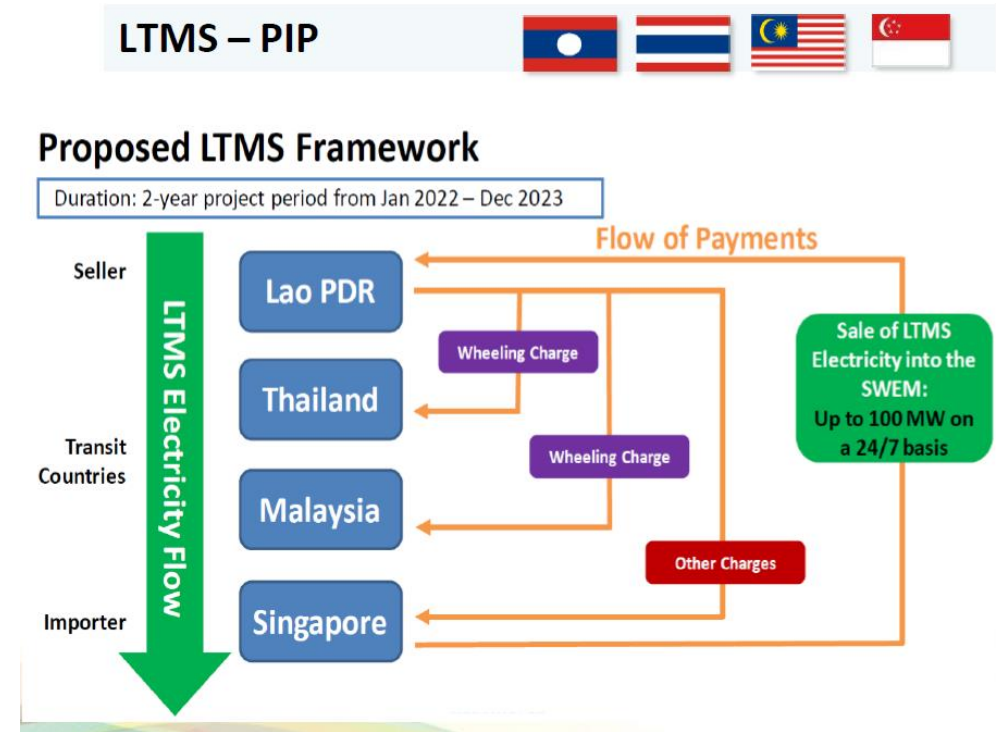 LTMS – PIP
Proposed LTMS Framework
Duration: 2-year project period from Jan 2022 – Dec 2023
Flow of Payments
Seller
Lao PDR
LTMS Electricity Flow
Wheeling Charge
Sale of LTMS
Electricity into the
SWEM:
Up to 100 MW on
a 24/7 basis
Thailand
Transit
Countries
Wheeling Charge
Malaysia
Other Charges
Importer
Singapore